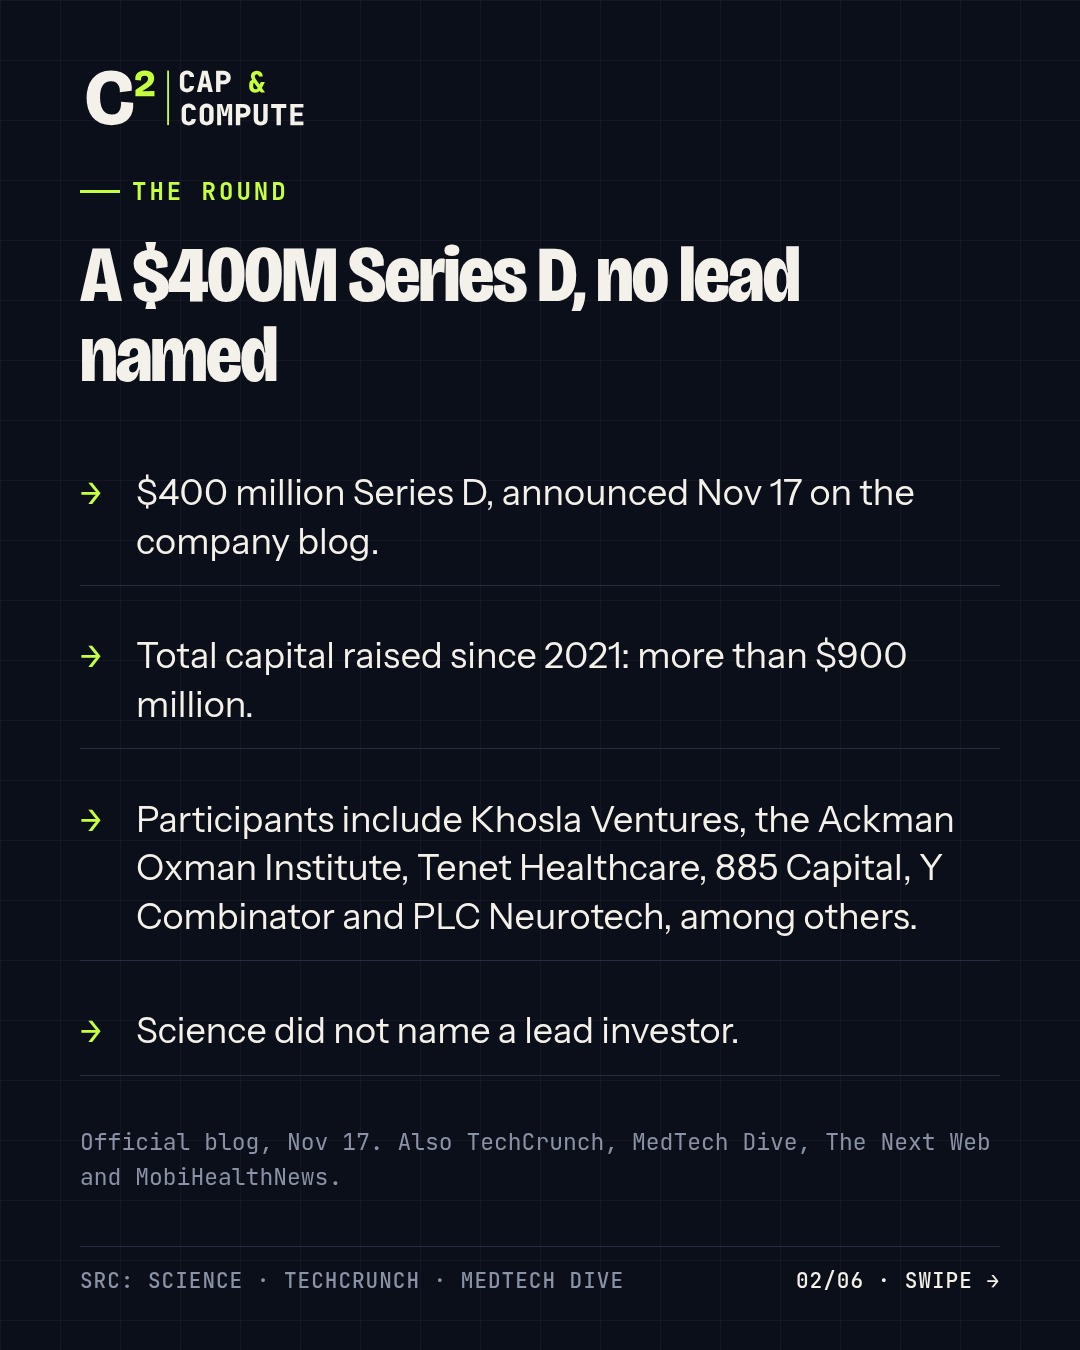 C² CAP &
COMPUTE
THE ROUND
A $400M Series D, no lead
named
→ $400 million Series D, announced Nov 17 on the
company blog.
→ Total capital raised since 2021: more than $900
million.
→ Participants include Khosla Ventures, the Ackman
Oxman Institute, Tenet Healthcare, 885 Capital, Y
Combinator and PLC Neurotech, among others.
→ Science did not name a lead investor.
Official blog, Nov 17. Also TechCrunch, MedTech Dive, The Next Web
and MobiHealthNews.
SRC: SCIENCE · TECHCRUNCH · MEDTECH DIVE 02/06 · SWIPE →